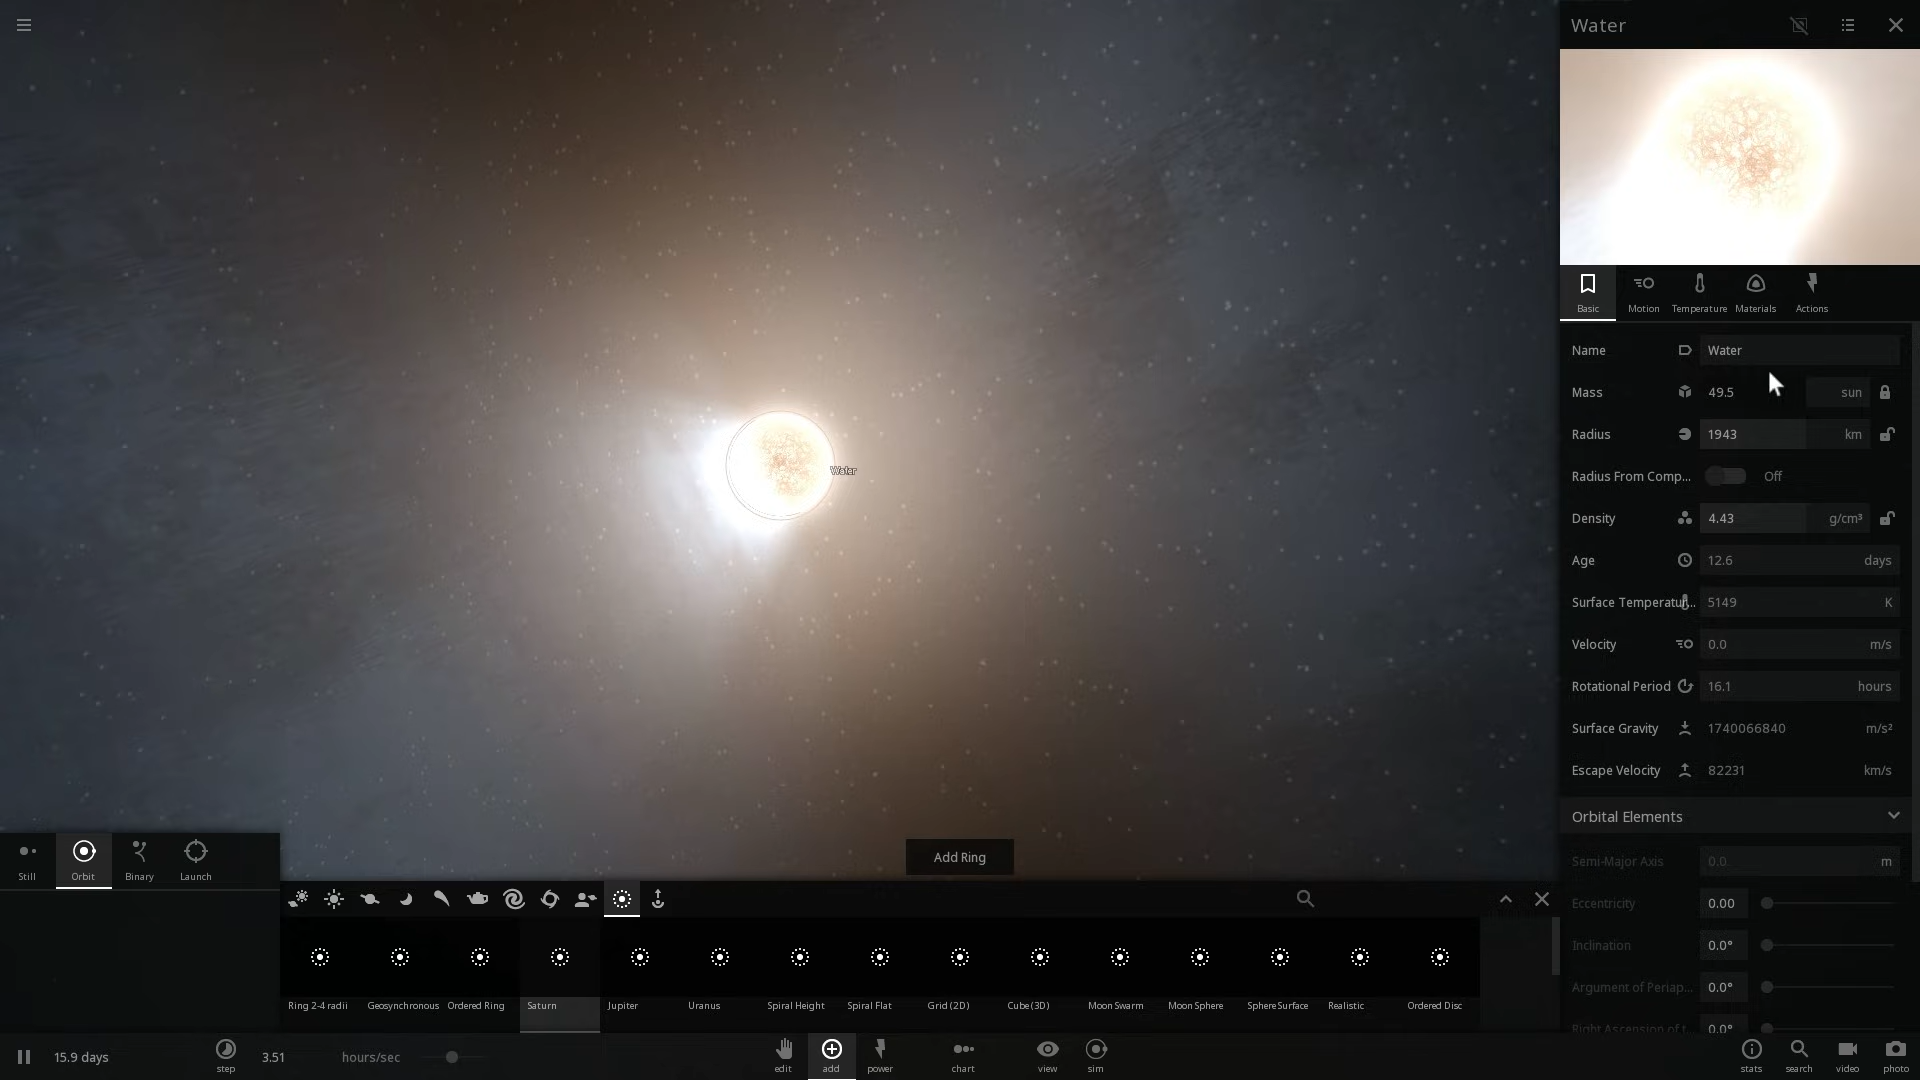 Water
Basic
Motion
Temperature
Materials
Actions
Name
Water
Mass
49.5
sun
Radius
1943
km
Radius From Comp...
Off
Density
4.43
g/cm³
Age
12.6
days
Surface Temperatur...
5149
K
Velocity
0.0
m/s
Rotational Period
16.1
hours
Surface Gravity
1740066840
m/s²
Escape Velocity
82231
km/s
Orbital Elements
Semi-Major Axis
0.0
m
Eccentricity
0.00
Inclination
0.0°
Argument of Periap...
0.0°
Right Ascension of t...
0.0°
Water
Add Ring
Still
Orbit
Binary
Launch
Ring 2-4 radii
Geosynchronous
Ordered Ring
Saturn
Jupiter
Uranus
Spiral Height
Spiral Flat
Grid (2D)
Cube (3D)
Moon Swarm
Moon Sphere
Sphere Surface
Realistic
Ordered Disc
15.9 days
step
3.51
hours/sec
edit
add
power
chart
view
sim
stats
search
video
photo